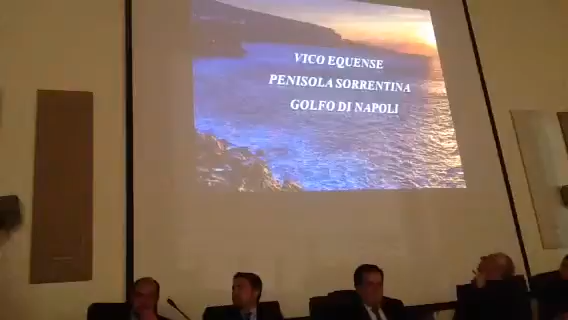 VICO EQUENSE
PENISOLA SORRENTINA
GOLFO DI NAPOLI